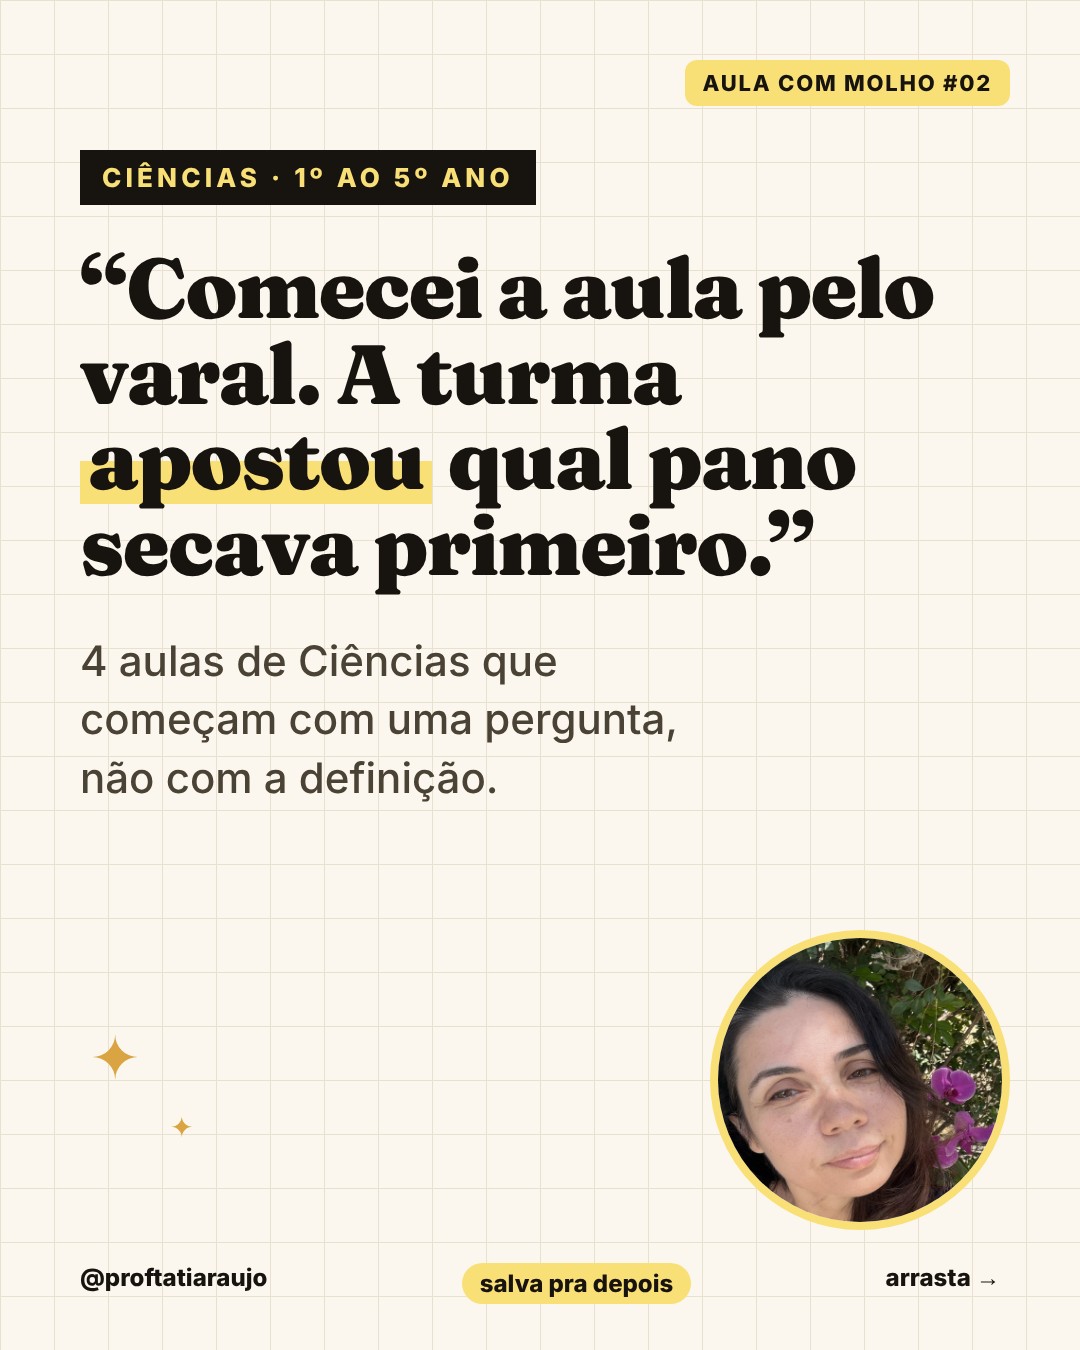 AULA COM MOLHO #02
CIÊNCIAS · 1º AO 5º ANO
“Comecei a aula pelo
varal. A turma
apostou qual pano
secava primeiro.”
4 aulas de Ciências que
começam com uma pergunta,
não com a definição.
@proftatiaraujo
salva pra depois
arrasta →